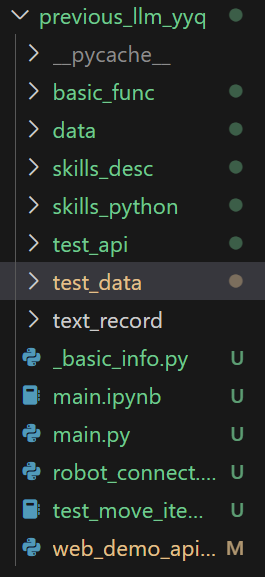 previous_llm_yyq
__pycache__
basic_func
data
skills_desc
skills_python
test_api
test_data
text_record
_basic_info.py U
main.ipynb U
main.py U
robot_connect.... U
test_move_ite... U
web_demo_api... M